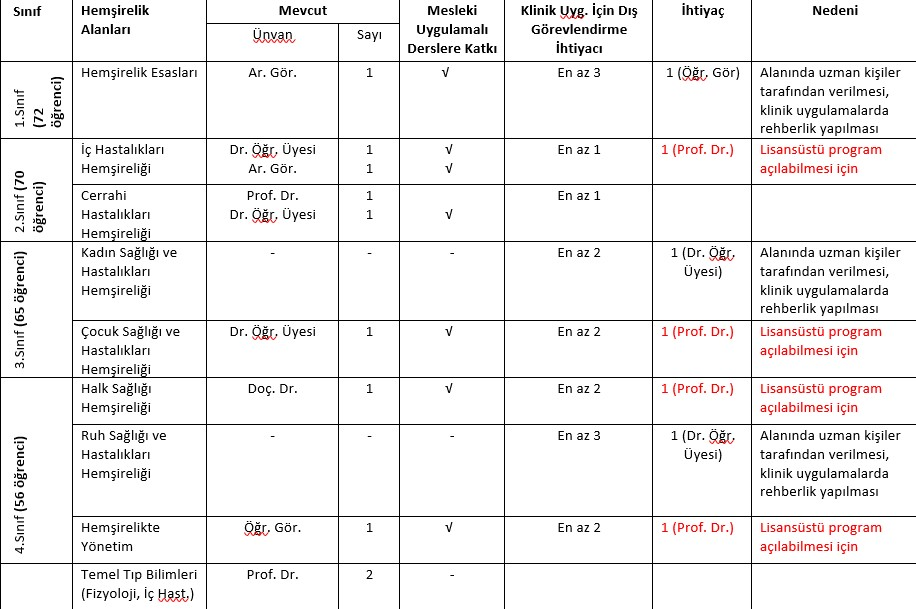 Sınıf
Hemşirelik
Alanları
Mevcut
Ünvan
Sayı
Mesleki
Uygulamalı
Derslere Katkı
Klinik Uyg. İçin Dış
Görevlendirme
İhtiyacı
İhtiyaç
Nedeni
1.Sınıf
(72
öğrenci)
Hemşirelik Esasları
Ar. Gör.
1
√
En az 3
1 (Öğr. Gör)
Alanında uzman kişiler
tarafından verilmesi,
klinik uygulamalarda
rehberlik yapılması
2.Sınıf (70
öğrenci)
İç Hastalıkları
Hemşireliği
Dr. Öğr. Üyesi
Ar. Gör.
1
1
√
√
En az 1
1 (Prof. Dr.)
Lisansüstü program
açılabilmesi için
Cerrahi
Hastalıkları
Hemşireliği
Prof. Dr.
Dr. Öğr. Üyesi
1
1
√
En az 1
3.Sınıf (65 öğrenci)
Kadın Sağlığı ve
Hastalıkları
Hemşireliği
-
-
-
En az 2
1 (Dr. Öğr.
Üyesi)
Alanında uzman kişiler
tarafından verilmesi,
klinik uygulamalarda
rehberlik yapılması
Çocuk Sağlığı ve
Hastalıkları
Hemşireliği
Dr. Öğr. Üyesi
1
√
En az 2
1 (Prof. Dr.)
Lisansüstü program
açılabilmesi için
4.Sınıf (56 öğrenci)
Halk Sağlığı
Hemşireliği
Doç. Dr.
1
√
En az 2
1 (Prof. Dr.)
Lisansüstü program
açılabilmesi için
Ruh Sağlığı ve
Hastalıkları
Hemşireliği
-
-
-
En az 3
1 (Dr. Öğr.
Üyesi)
Alanında uzman kişiler
tarafından verilmesi,
klinik uygulamalarda
rehberlik yapılması
Hemşirelikte
Yönetim
Öğr. Gör.
1
√
En az 2
1 (Prof. Dr.)
Lisansüstü program
açılabilmesi için
Temel Tıp Bilimleri
(Fizyoloji, İç Hast.)
Prof. Dr.
2
-